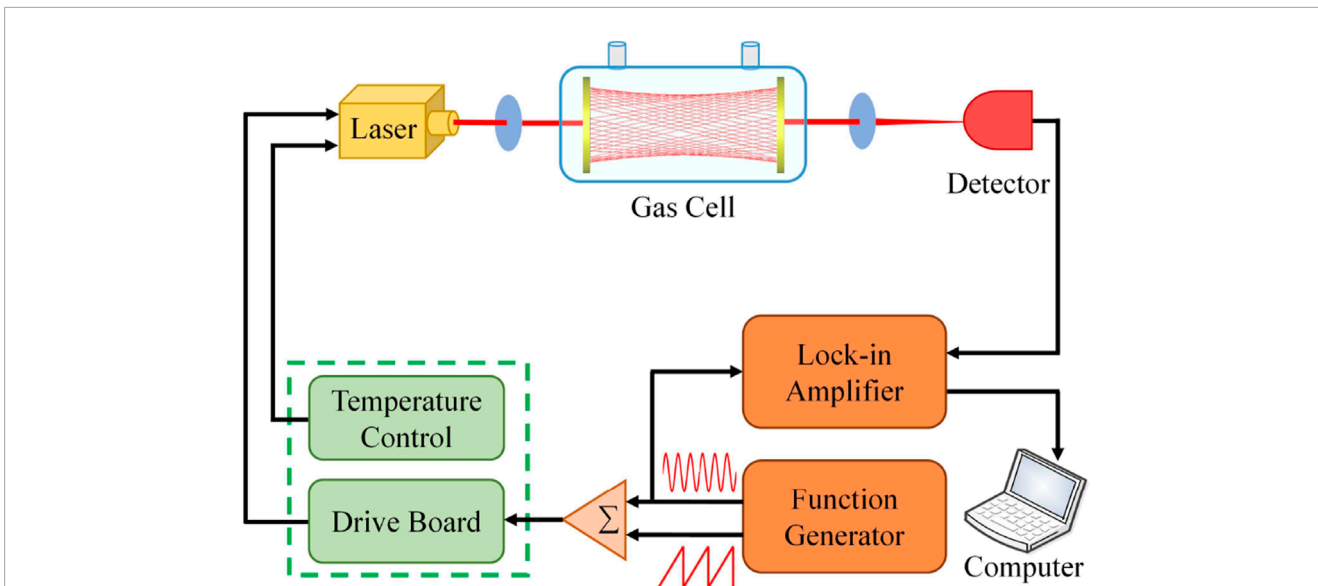 Laser
Gas Cell
Detector
Lock-in
Amplifier
Temperature
Control
Drive Board
Σ
Function
Generator
Computer